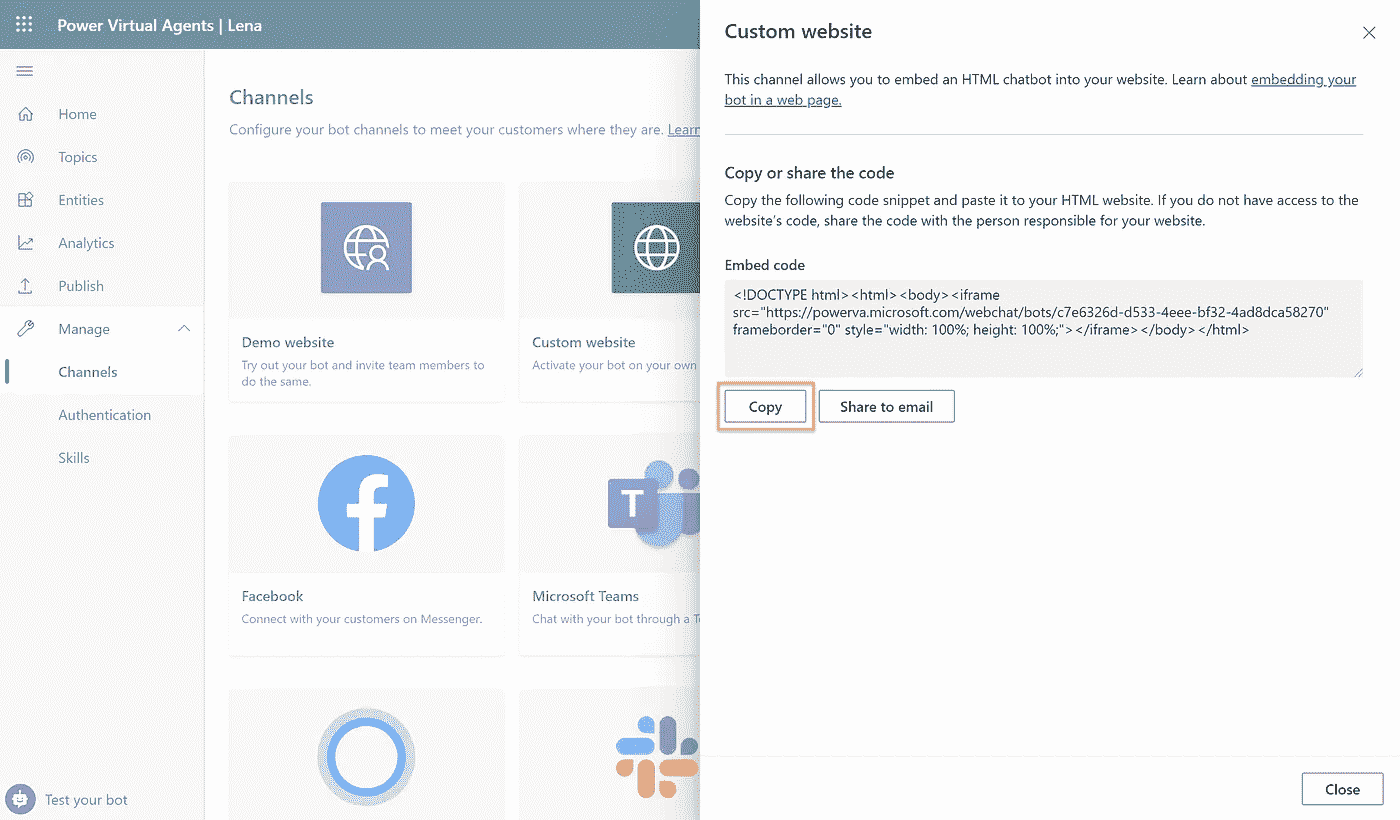 Power Virtual Agents | Lena
Home
Topics
Entities
Analytics
Publish
Manage
Channels
Authentication
Skills
Test your bot
Channels
Configure your bot channels to meet your customers where they are. Learn
Demo website
Try out your bot and invite team members to
do the same.
Custom website
Activate your bot on your own
Facebook
Connect with your customers on Messenger.
T
Microsoft Teams
Chat with your bot through a
Custom website
This channel allows you to embed an HTML chatbot into your website. Learn about embedding your
bot in a web page.
Copy or share the code
Copy the following code snippet and paste it to your HTML website. If you do not have access to the
website's code, share the code with the person responsible for your website.
Embed code
<!DOCTYPE html><html><body><iframe
src="https://powerva.microsoft.com/webchat/bots/c7e6326d-d533-4eee-bf32-4ad8dca58270"
frameborder="0" style="width: 100%; height: 100%;"></iframe></body></html>
Copy
Share to email
Close